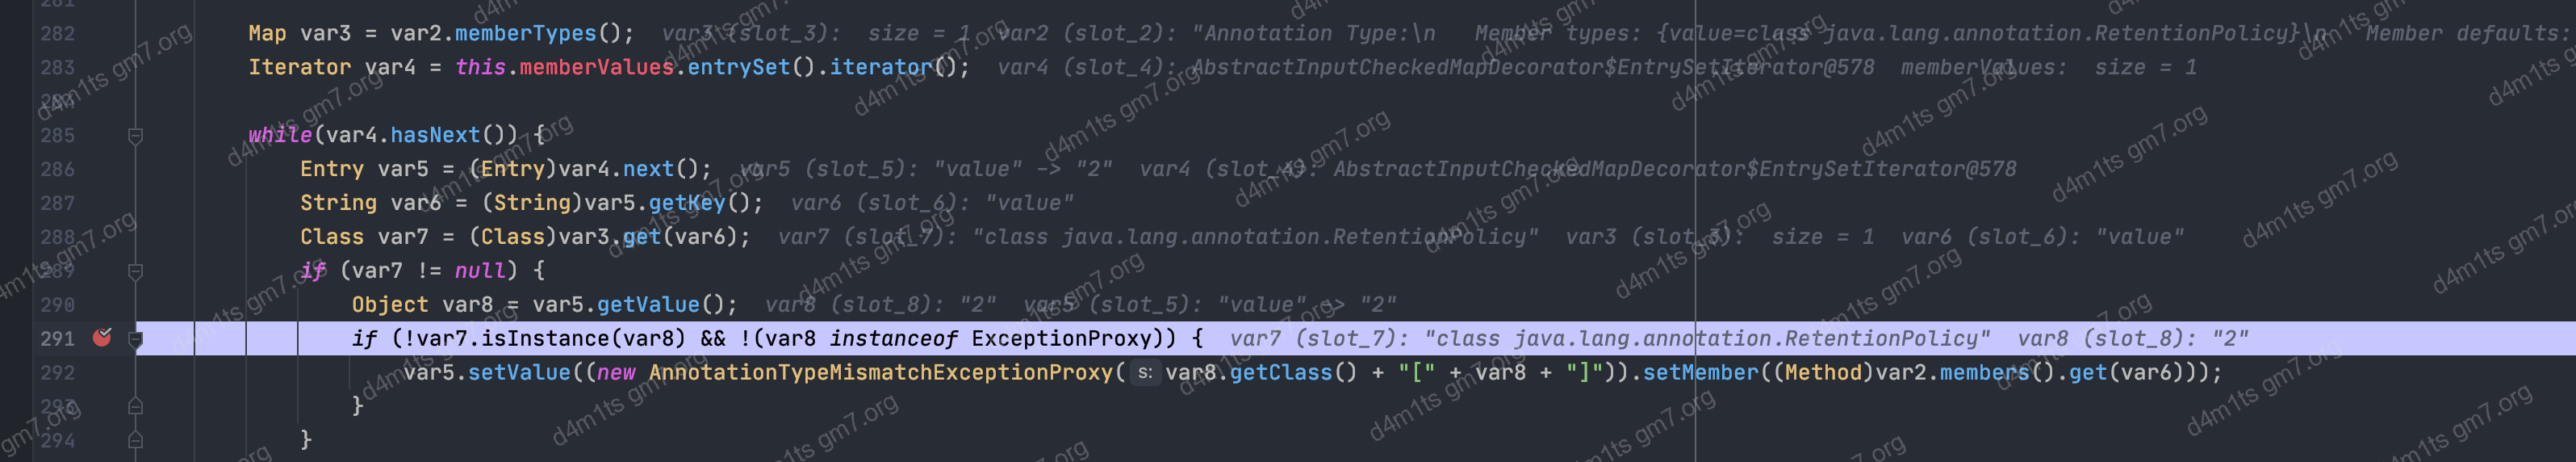 281
282 Map var3 = var2.memberTypes(); var3 (slot_3): size = 1 var2 (slot_2): "Annotation Type:\n Member types: {value=class java.lang.annotation.RetentionPolicy}\n Member defaults:
283 Iterator var4 = this.memberValues.entrySet().iterator(); var4 (slot_4): AbstractInputCheckedMapDecorator$EntrySetIterator@578 memberValues: size = 1
284
285 while(var4.hasNext()) {
286 Entry var5 = (Entry)var4.next(); var5 (slot_5): "value" -> "2" var4 (slot_4): AbstractInputCheckedMapDecorator$EntrySetIterator@578
287 String var6 = (String)var5.getKey(); var6 (slot_6): "value"
288 Class var7 = (Class)var3.get(var6); var7 (slot_7): "class java.lang.annotation.RetentionPolicy" var3 (slot_3): size = 1 var6 (slot_6): "value"
289 if (var7 != null) {
290 Object var8 = var5.getValue(); var8 (slot_8): "2" var5 (slot_5): "value" -> "2"
291 if (!var7.isInstance(var8) && !(var8 instanceof ExceptionProxy)) { var7 (slot_7): "class java.lang.annotation.RetentionPolicy" var8 (slot_8): "2"
292 var5.setValue((new AnnotationTypeMismatchExceptionProxy( s: var8.getClass() + "[" + var8 + "]")).setMember((Method)var2.members().get(var6)));
293 }
294 }
d4m1ts gm7.org